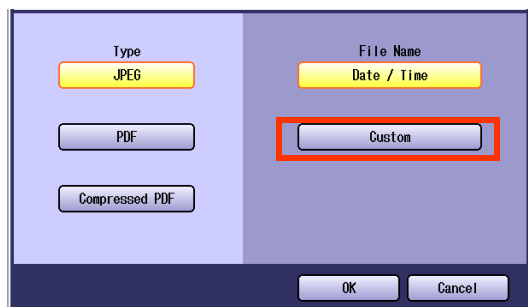 Type
JPEG
PDF
Compressed PDF
File Name
Date / Time
Custom
OK
Cancel